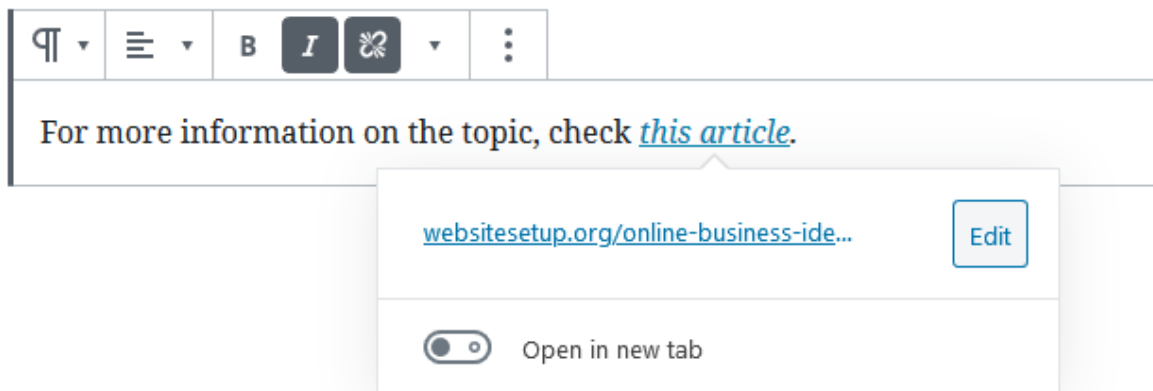 B I
For more information on the topic, check this article.
websitesetup.org/online-business-ide...
Edit
Open in new tab